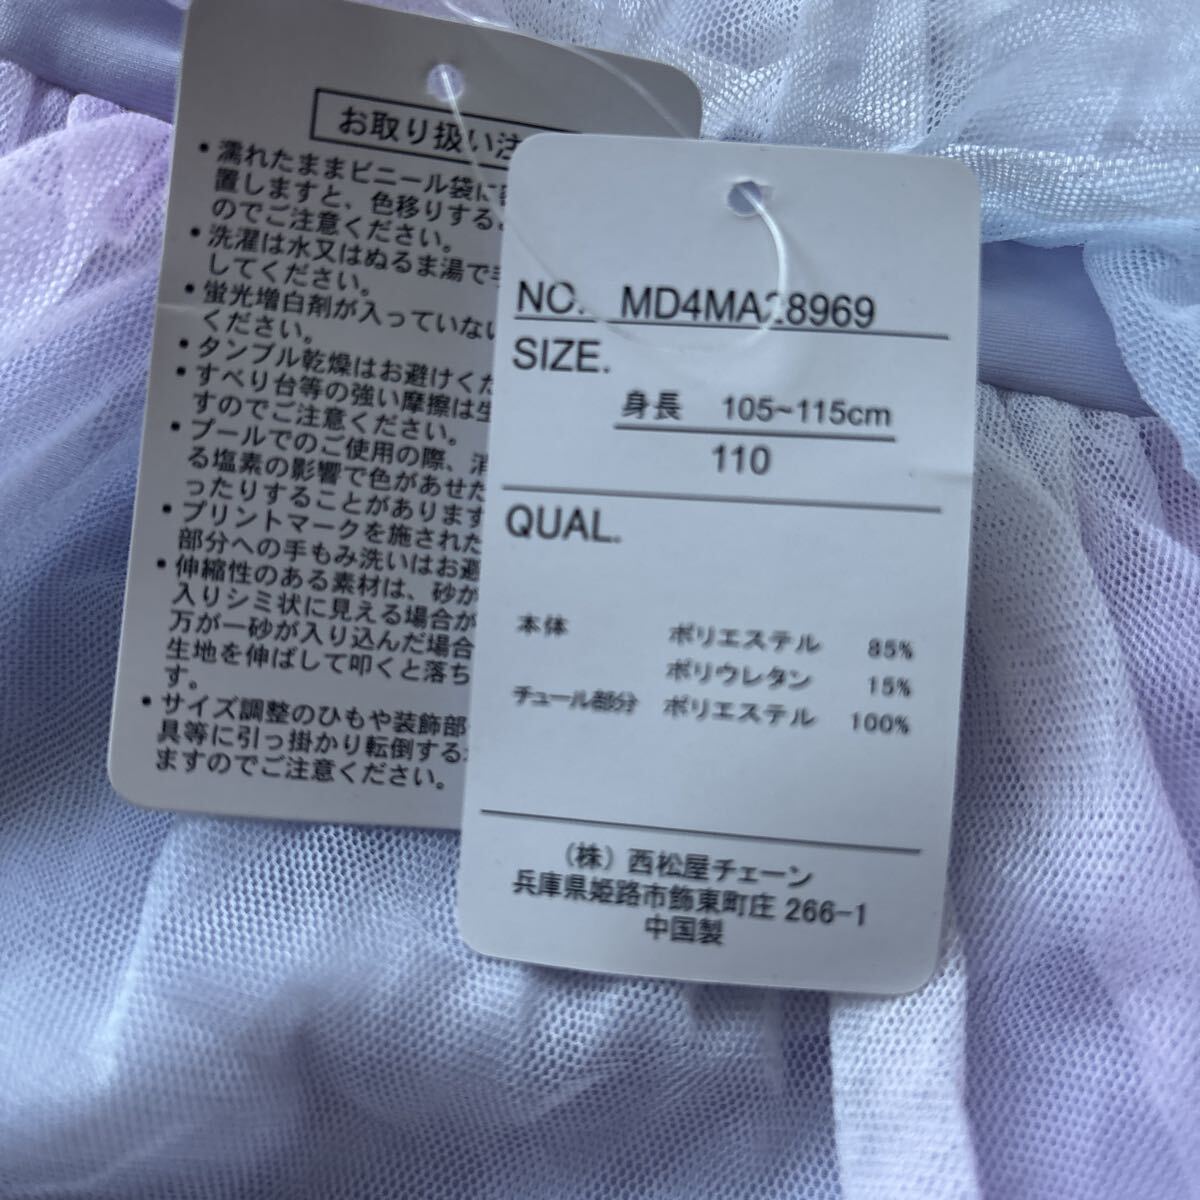 お取り扱い注
・濡れたままビニール袋に
置しますと、色移りする
のでご注意ください。
・洗濯は水又はぬるま湯で手
してください。
・蛍光増白剤が入っていない
ください。
・タンブル乾燥はお避けくだ
・すべり台等の強い摩擦は生
すのでご注意ください。
・プールでのご使用の際、消
る塩素の影響で色があせた
ったりすることがあります
・プリントマークを施された
部分への手もみ洗いはお避
・伸縮性のある素材は、砂が
入りシミ状に見える場合が
万が一砂が入り込んだ場合
生地を伸ばして叩くと落ち
す。
・サイズ調整のひもや装飾部
具等に引っ掛かり転倒する
ますのでご注意ください。
NO. MD4MA28969
SIZE.
身長 105~115cm
110
QUAL.
本体 ポリエステル 85%
ポリウレタン 15%
チュール部分 ポリエステル 100%
(株) 西松屋チェーン
兵庫県姫路市飾東町庄 266-1
中国製